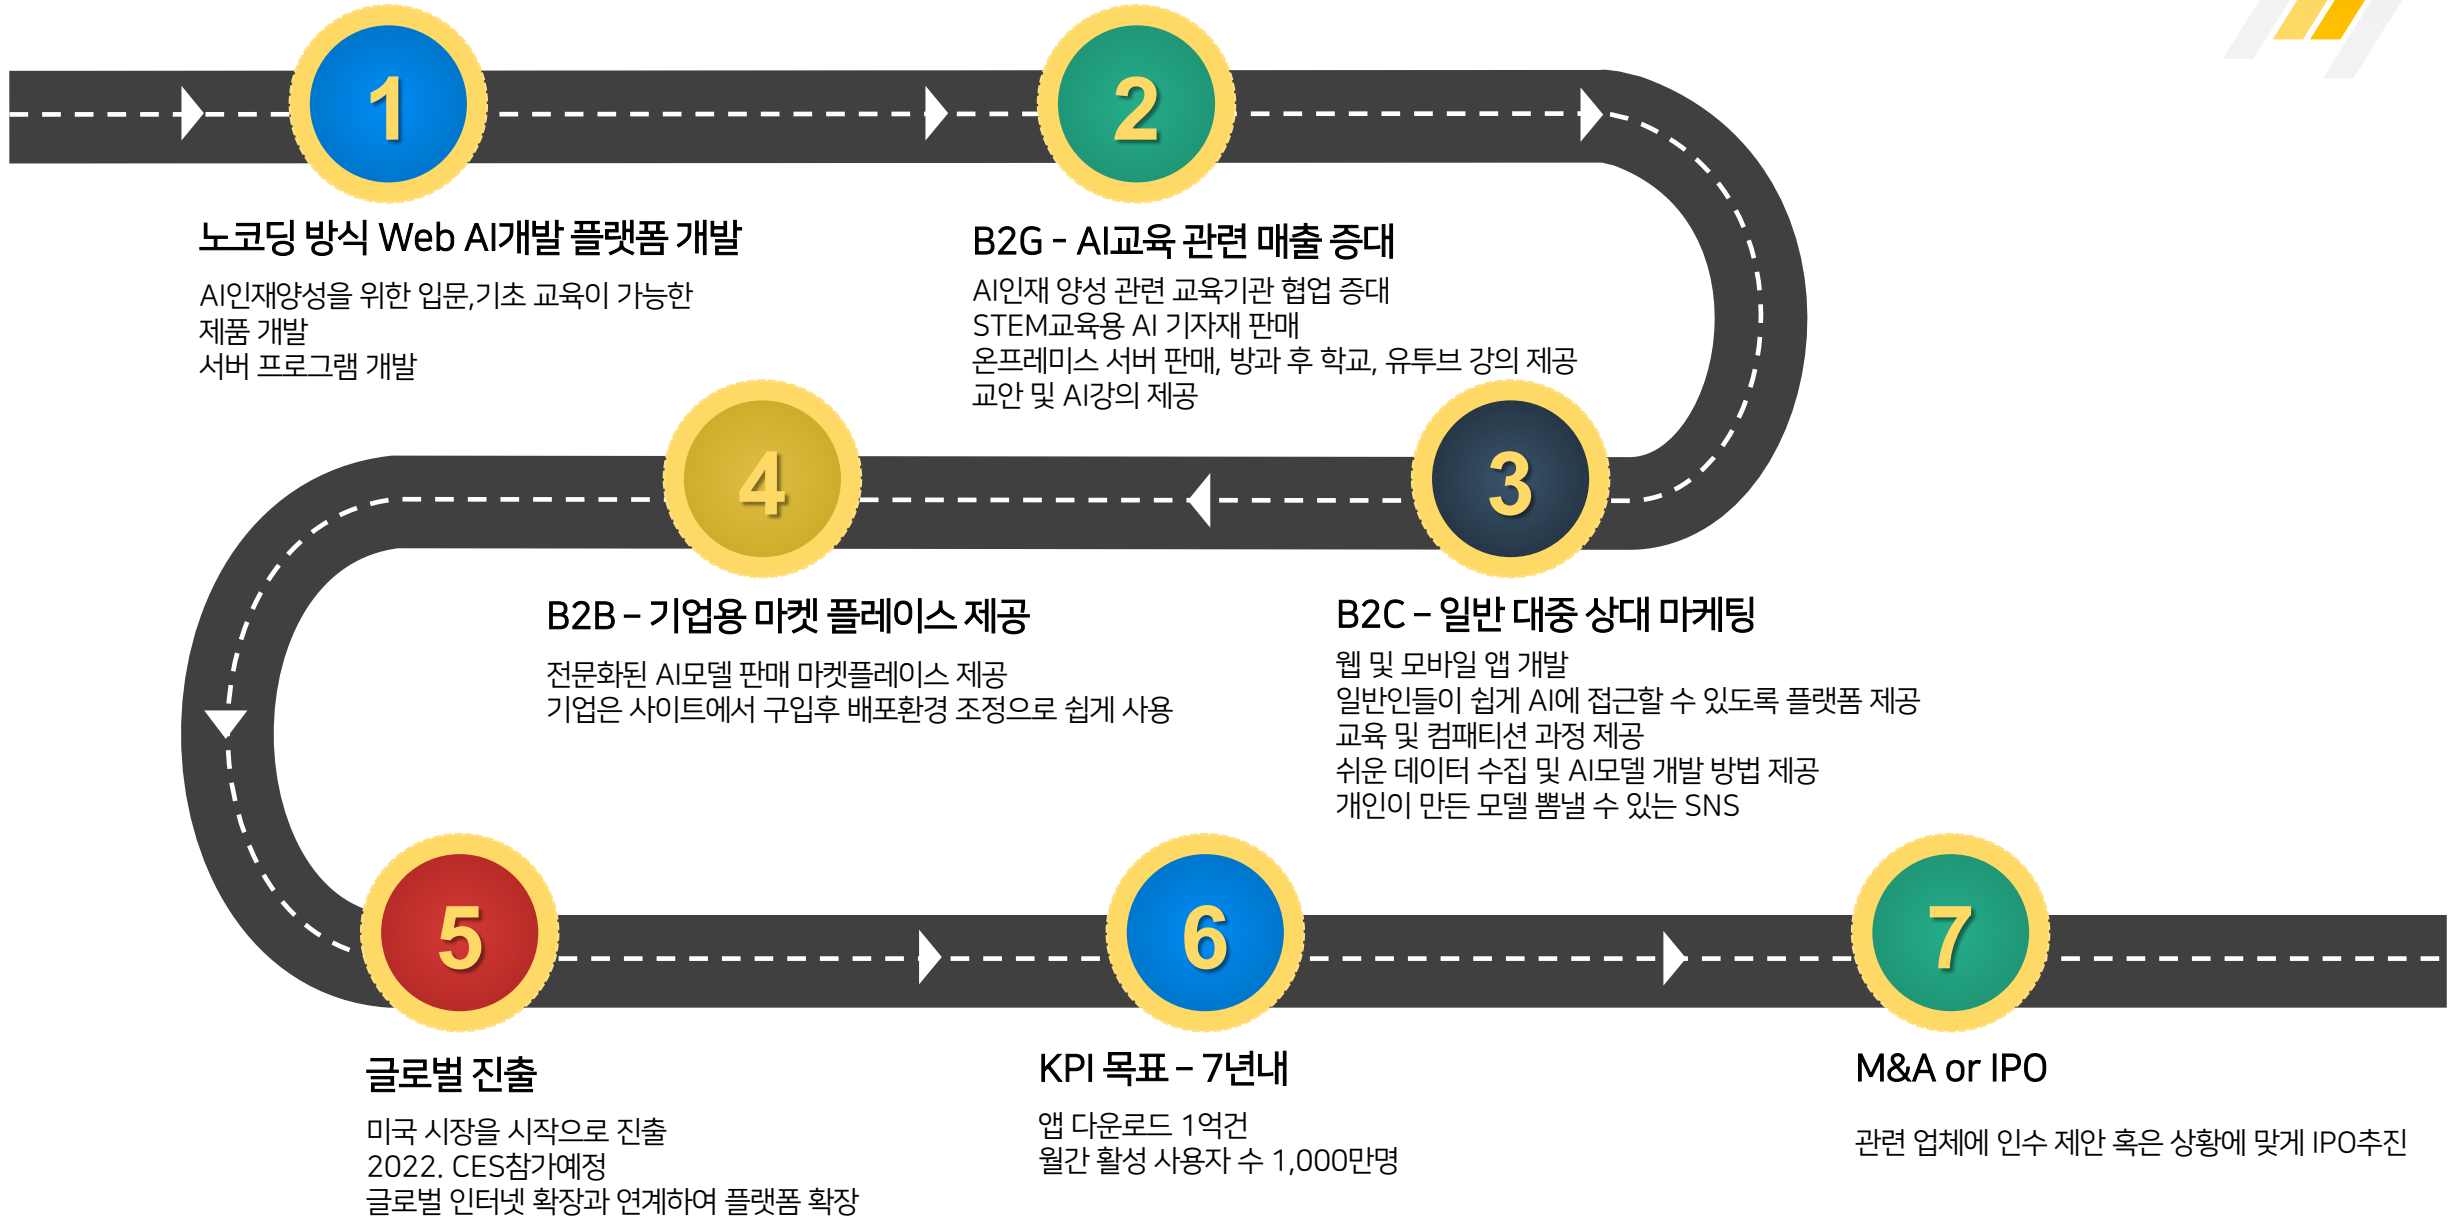 1
노코딩 방식 Web AI개발 플랫폼 개발
AI인재양성을 위한 입문,기초 교육이 가능한
제품 개발
서버 프로그램 개발
2
B2G - AI교육 관련 매출 증대
AI인재 양성 관련 교육기관 협업 증대
STEM교육용 AI 기자재 판매
온프레미스 서버 판매, 방과 후 학교, 유투브 강의 제공
교안 및 AI강의 제공
3
B2C – 일반 대중 상대 마케팅
웹 및 모바일 앱 개발
일반인들이 쉽게 AI에 접근할 수 있도록 플랫폼 제공
교육 및 컴패티션 과정 제공
쉬운 데이터 수집 및 AI모델 개발 방법 제공
개인이 만든 모델 뽐낼 수 있는 SNS
4
B2B – 기업용 마켓 플레이스 제공
전문화된 AI모델 판매 마켓플레이스 제공
기업은 사이트에서 구입후 배포환경 조정으로 쉽게 사용
5
글로벌 진출
미국 시장을 시작으로 진출
2022. CES참가예정
글로벌 인터넷 확장과 연계하여 플랫폼 확장
6
KPI 목표 – 7년내
앱 다운로드 1억건
월간 활성 사용자 수 1,000만명
7
M&A or IPO
관련 업체에 인수 제안 혹은 상황에 맞게 IPO추진